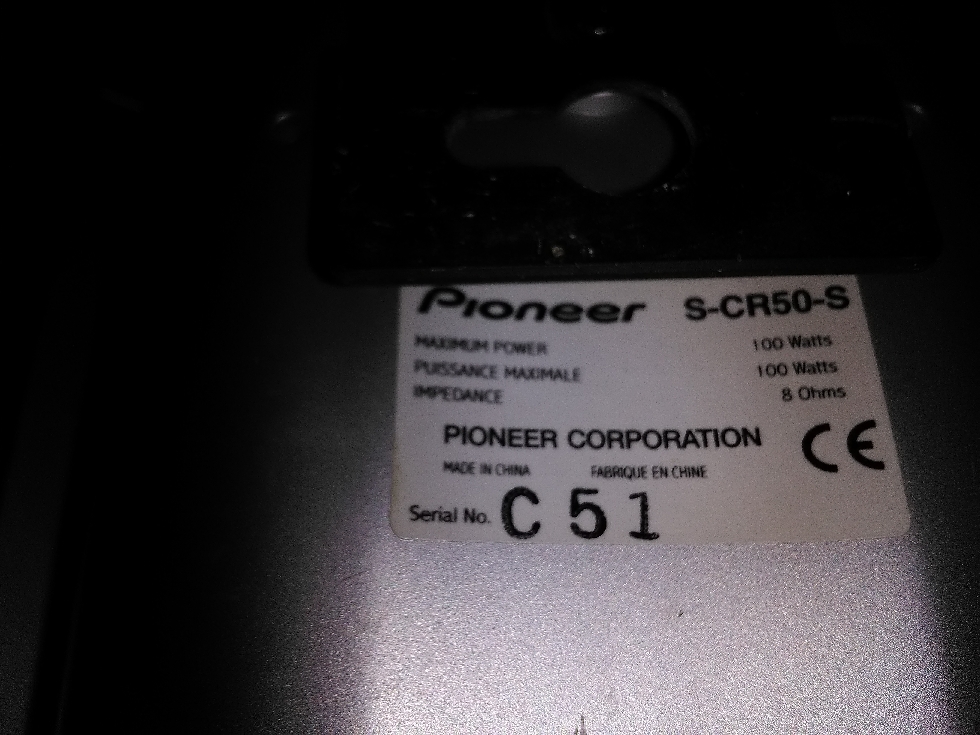 Pioneer S-CR50-S
MAXIMUM POWER 100 Watts
PUISSANCE MAXIMALE 100 Watts
IMPEDANCE 8 Ohms
PIONEER CORPORATION CE
MADE IN CHINA FABRIQUE EN CHINE
Serial No. C 51